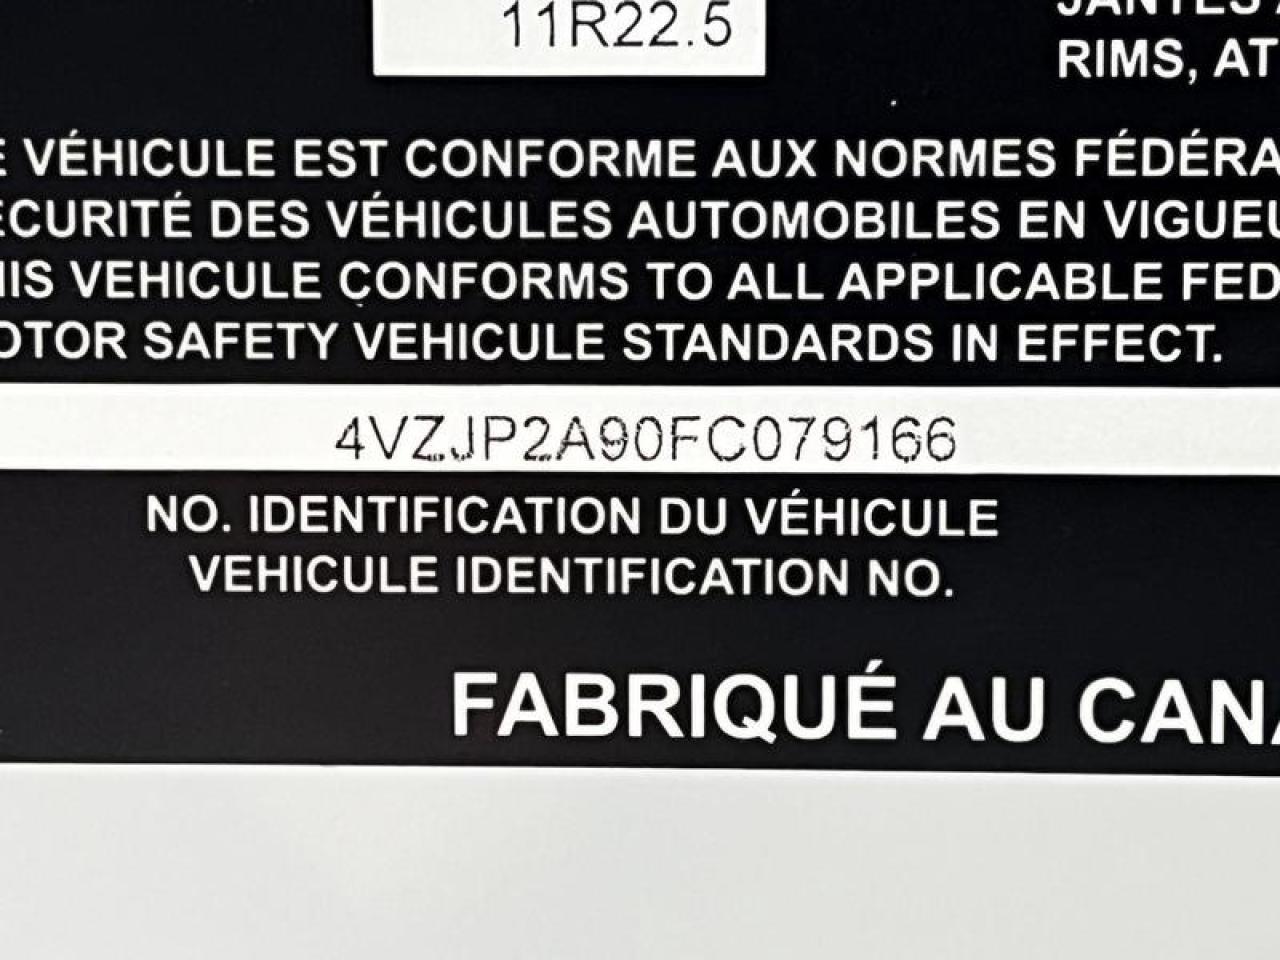 11R22.5
RIMS, AT
VÉHICULE EST CONFORME AUX NORMES FÉDÉRA
ÉCURITÉ DES VÉHICULES AUTOMOBILES EN VIGUEU
HIS VEHICULE CONFORMS TO ALL APPLICABLE FED
OTOR SAFETY VEHICULE STANDARDS IN EFFECT.
4VZJP2A90FC079166
NO. IDENTIFICATION DU VÉHICULE
VEHICULE IDENTIFICATION NO.
FABRIQUÉ AU CANA